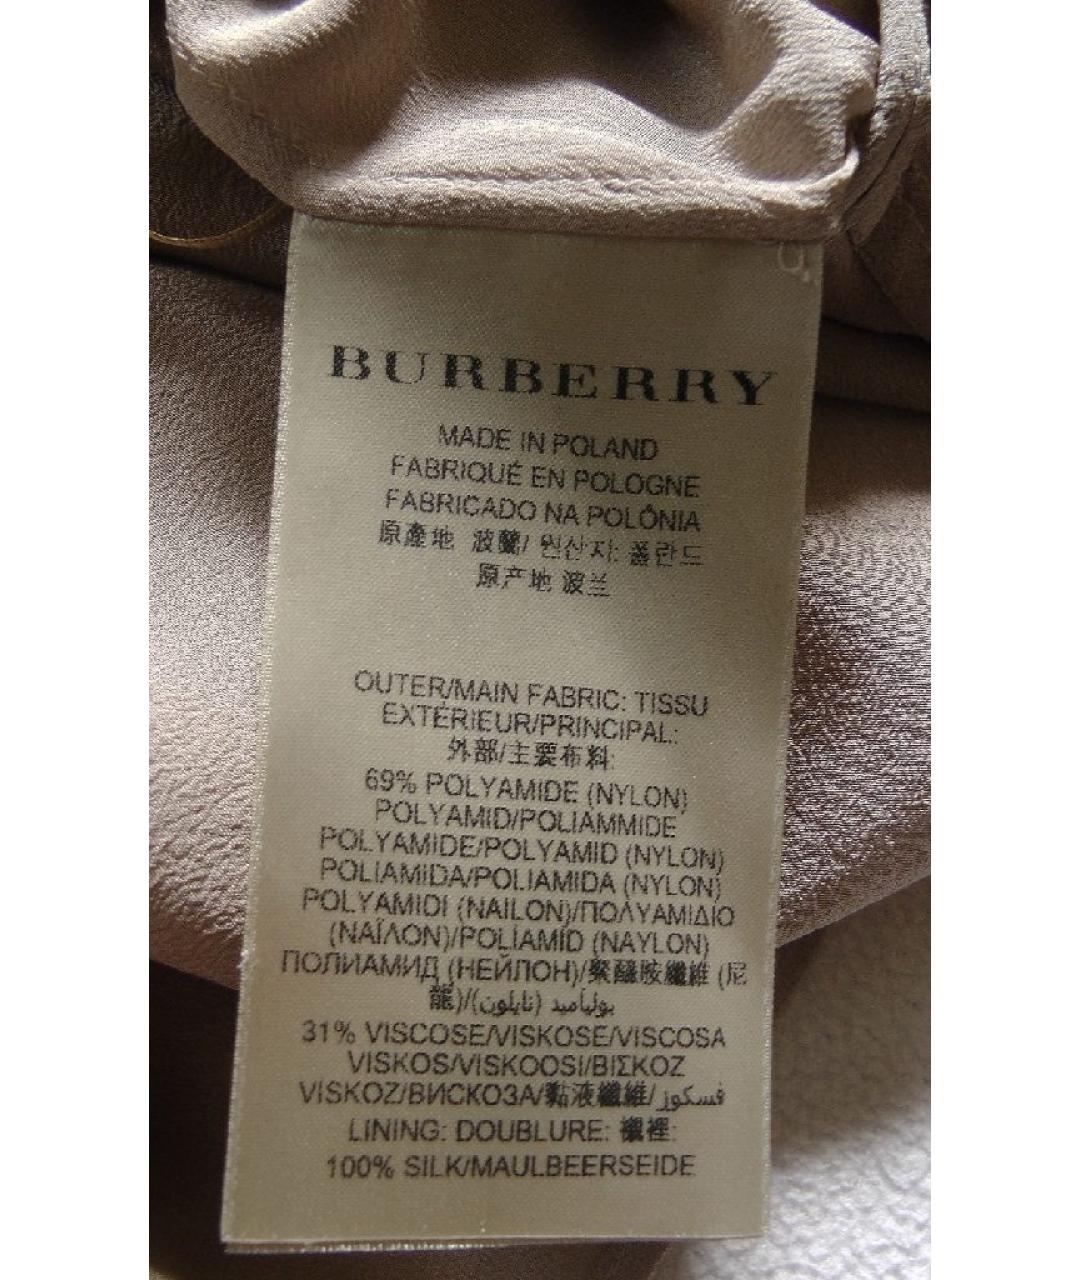 BURBERRY
MADE IN POLAND
FABRIQUÉ EN POLOGNE
FABRICADO NA POLÔNIA
原產地 波蘭/ 원산지: 폴란드
原产地 波兰
OUTER/MAIN FABRIC: TISSU
EXTÉRIEUR/PRINCIPAL:
外部/主要布料:
69% POLYAMIDE (NYLON)
POLYAMID/POLIAMMIDE
POLYAMIDE/POLYAMID (NYLON)
POLIAMIDA/POLIAMIDA (NYLON)
POLYAMIDI (NAILON)/ΠΟΛΥΑΜΙΔΙΟ
(ΝΑΪΛΟΝ)/POLİAMİD (NAYLON)
ПОЛИАМИД (НЕЙЛОН)/聚醯胺纖維 (尼
龍)/بولياميد (نايلون)
31% VISCOSE/VISKOSE/VISCOSA
VISKOS/VISKOOSI/ΒΙΣΚΟΖ
VISKOZ/ВИСКОЗА/黏液纖維/فسكوز
LINING: DOUBLURE: 襯裡:
100% SILK/MAULBEERSEIDE